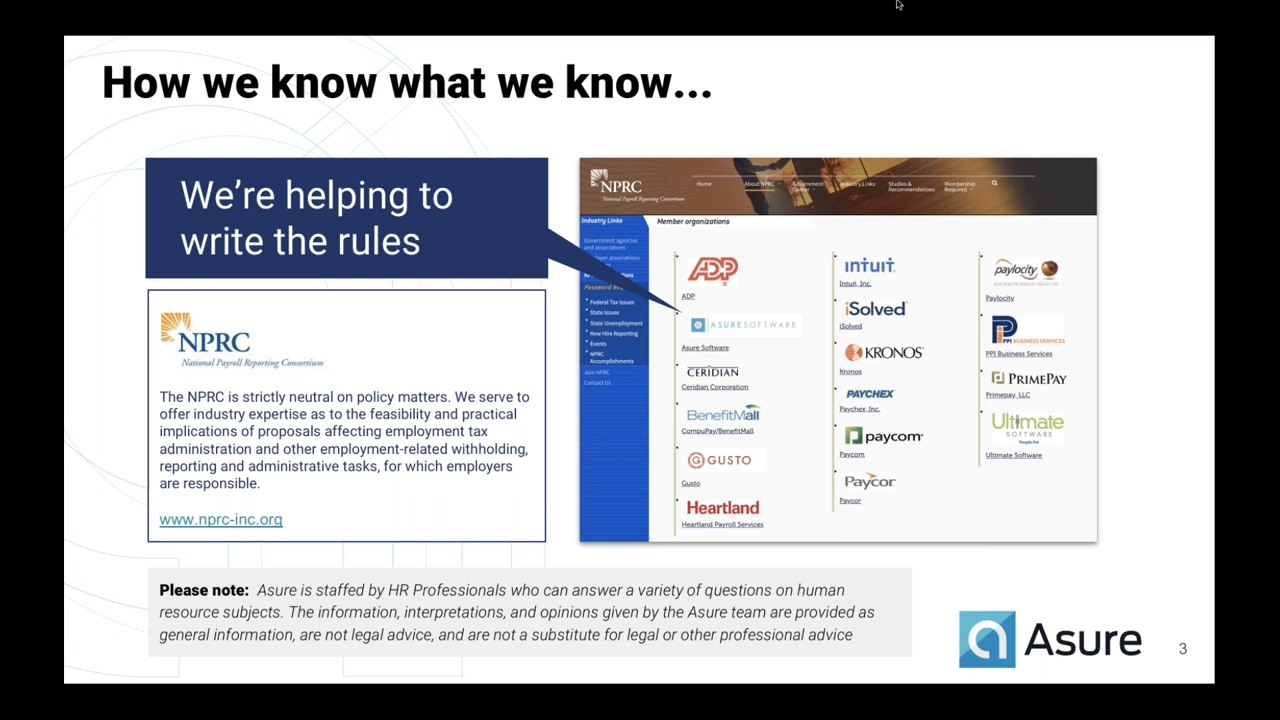 How we know what we know...
We're helping to
write the rules
NPRC
National Payroll Reporting Consortium
The NPRC is strictly neutral on policy matters. We serve to
offer industry expertise as to the feasibility and practical
implications of proposals affecting employment tax
administration and other employment-related withholding,
reporting and administrative tasks, for which employers
are responsible.
www.nprc-inc.org
NPRC
National Payroll Reporting Consortium
Home
About NPRC
Government
Center
Industry Links
Studies &
Recommendations
Membership
Required
Industry Links
Government agencies
and associations
Password
Federal Tax Issues
State Issues
State Unemployment
New Hire Reporting
Events
NPRC
Accomplishments
Join NPRC
Contact Us
Member organizations
ADP
ADP
ASURESOFTWARE
Asure Software
CERIDIAN
Ceridian Corporation
BenefitMall
CompuPay/BenefitMall
GUSTO
Gusto
Heartland
Heartland Payroll Services
intuit
Intuit, Inc.
iSolved
iSolved
KRONOS
Kronos
PAYCHEX
Paychex, Inc.
paycom
Paycom
Paycor
Paycor
paylocity
Paylocity
PPI BUSINESS SERVICES
PPI Business Services
PRIMEPAY
Primepay, LLC
Ultimate
SOFTWARE
People first
Ultimate Software
Please note: Asure is staffed by HR Professionals who can answer a variety of questions on human
resource subjects. The information, interpretations, and opinions given by the Asure team are provided as
general information, are not legal advice, and are not a substitute for legal or other professional advice
Asure
3